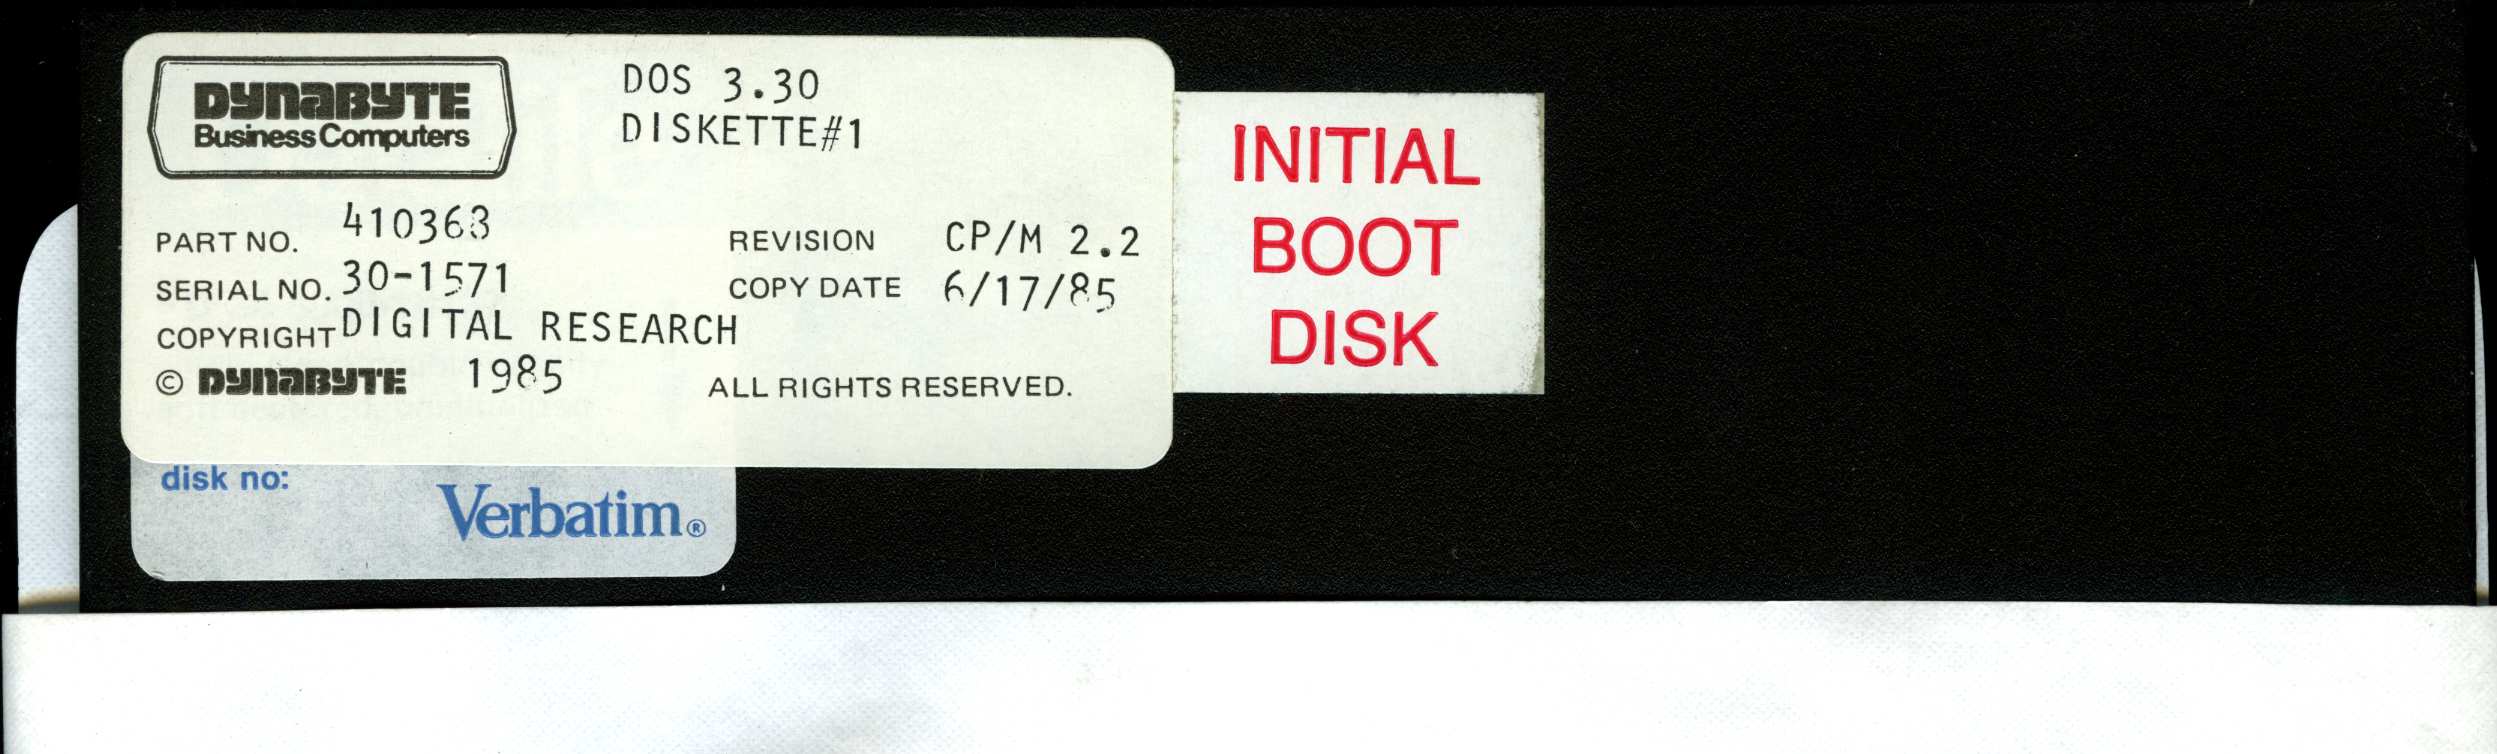 DYNABYTE
Business Computers
DOS 3.30
DISKETTE#1
PART NO. 410368
SERIAL NO. 30-1571
REVISION CP/M 2.2
COPY DATE 6/17/85
COPYRIGHT DIGITAL RESEARCH
© DYNABYTE 1985 ALL RIGHTS RESERVED.
INITIAL
BOOT
DISK
disk no:
Verbatim®